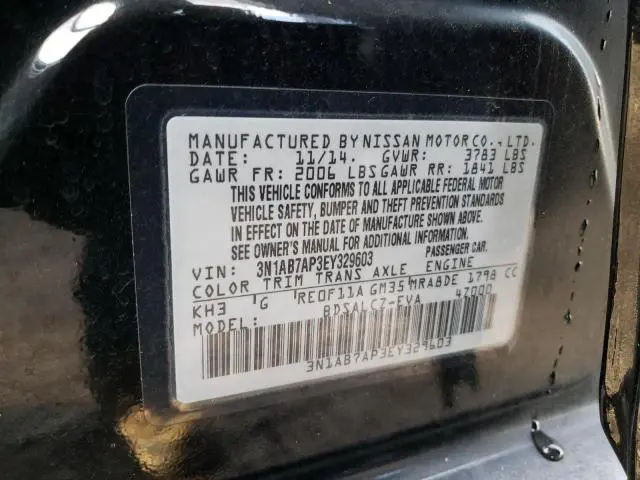 MANUFACTURED BY NISSAN MOTOR CO., LTD.
DATE: 11/14. GVWR: 3783 LBS
GAWR FR: 2006 LBS GAWR RR: 1841 LBS
THIS VEHICLE CONFORMS TO ALL APPLICABLE FEDERAL MOTOR
VEHICLE SAFETY, BUMPER AND THEFT PREVENTION STANDARDS
IN EFFECT ON THE DATE OF MANUFACTURE SHOWN ABOVE.
SEE OWNER'S MANUAL FOR ADDITIONAL INFORMATION.
VIN: 3N1AB7AP3EY329603 PASSENGER CAR.
COLOR TRIM TRANS AXLE ENGINE
KH3 G RE0F11A GM35 MRA8DE 1798 CC
MODEL: BDSALCZ-EVA 4Z000
3N1AB7AP3EY329603